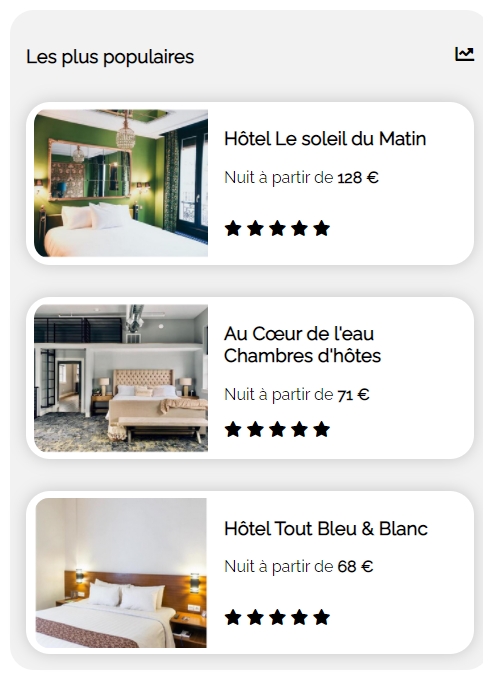 Les plus populaires
Hôtel Le soleil du Matin
Nuit à partir de 128 €
Au Cœur de l'eau
Chambres d'hôtes
Nuit à partir de 71 €
Hôtel Tout Bleu & Blanc
Nuit à partir de 68 €